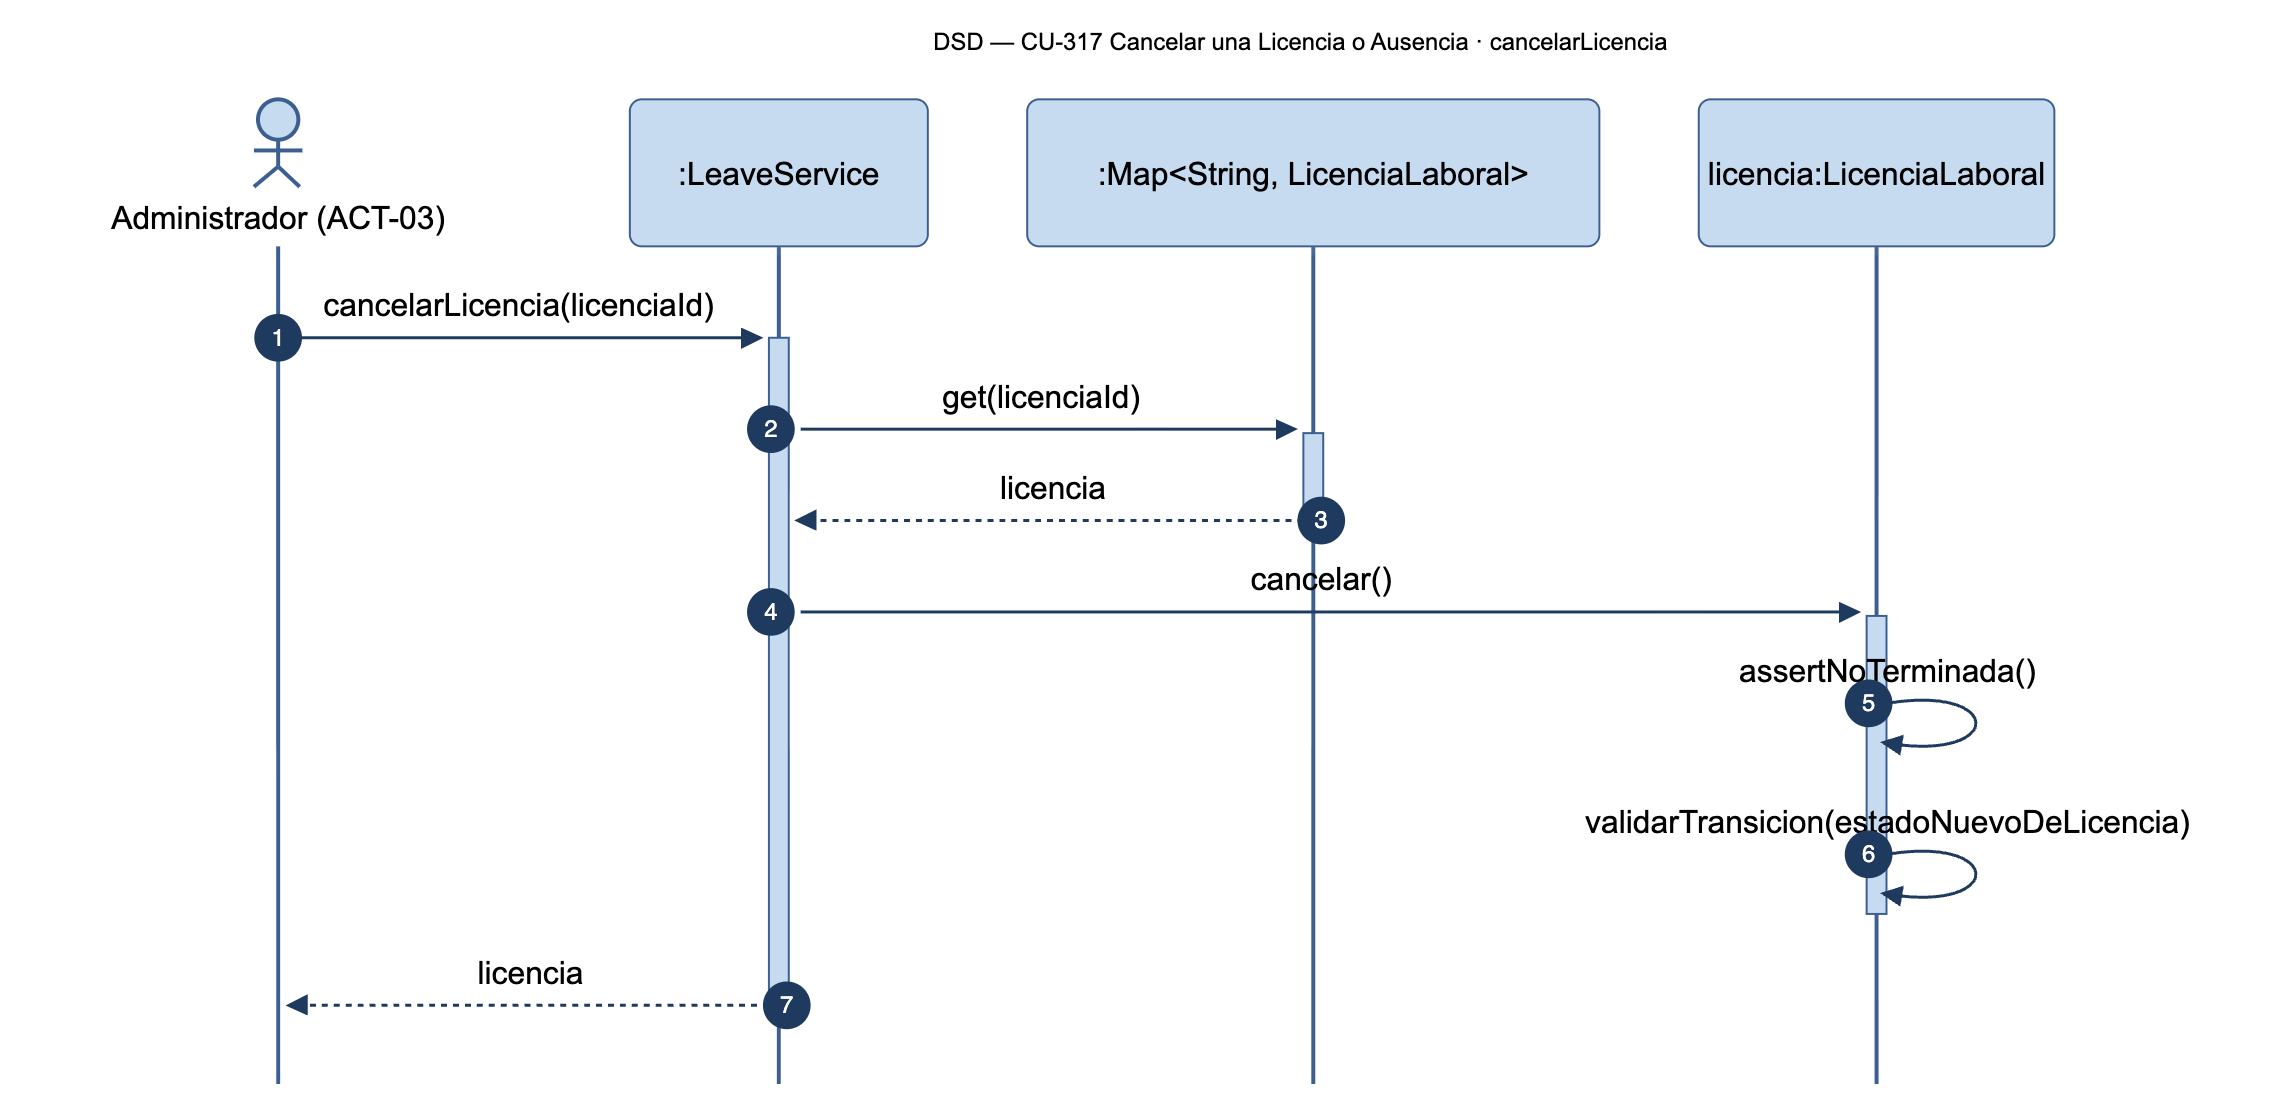 DSD — CU-317 Cancelar una Licencia o Ausencia · cancelarLicencia
Administrador (ACT-03)
:LeaveService
:Map<String, LicenciaLaboral>
licencia:LicenciaLaboral
cancelarLicencia(licenciaId)
1
get(licenciaId)
2
licencia
3
cancelar()
4
assertNoTerminada()
5
validarTransicion(estadoNuevoDeLicencia)
6
licencia
7